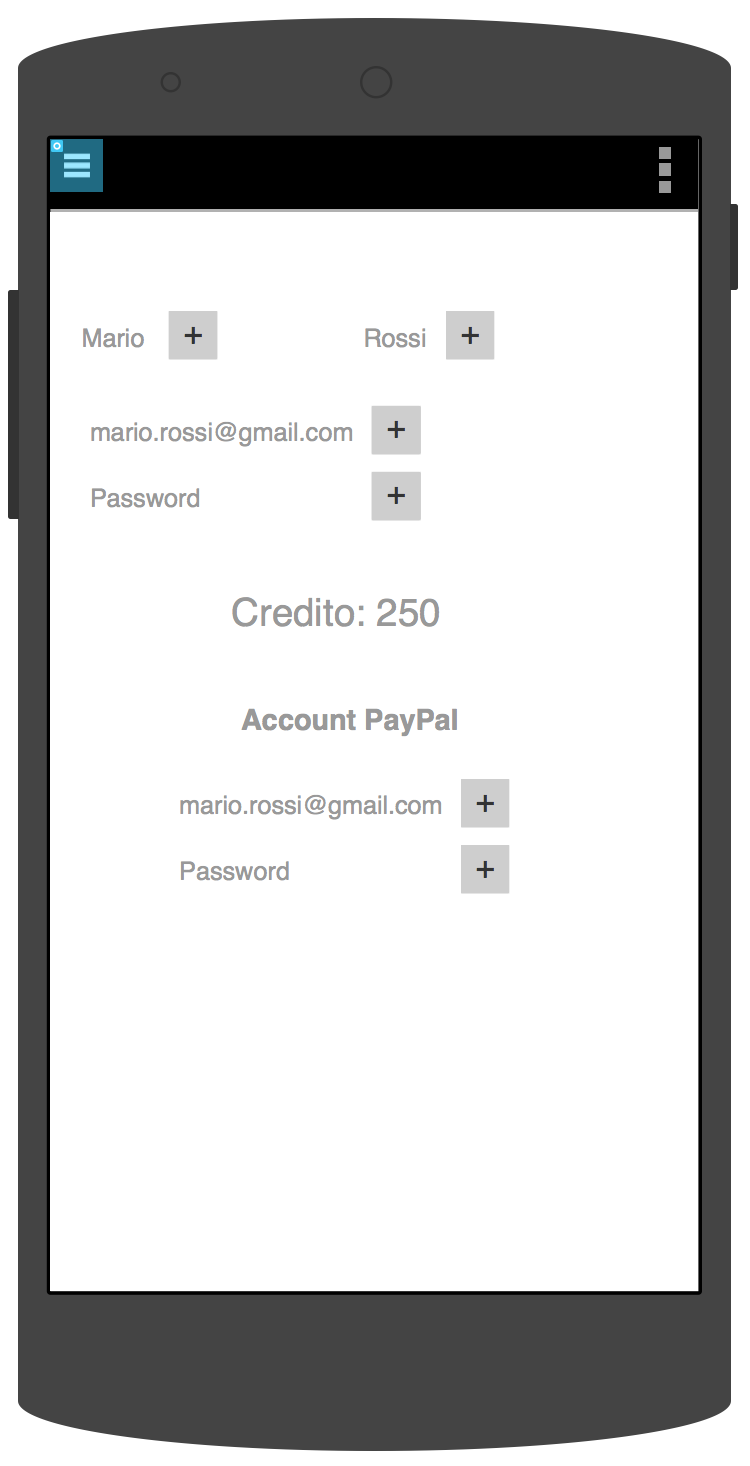 Mario + Rossi +
mario.rossi@gmail.com +
Password +
Credito: 250
Account PayPal
mario.rossi@gmail.com +
Password +